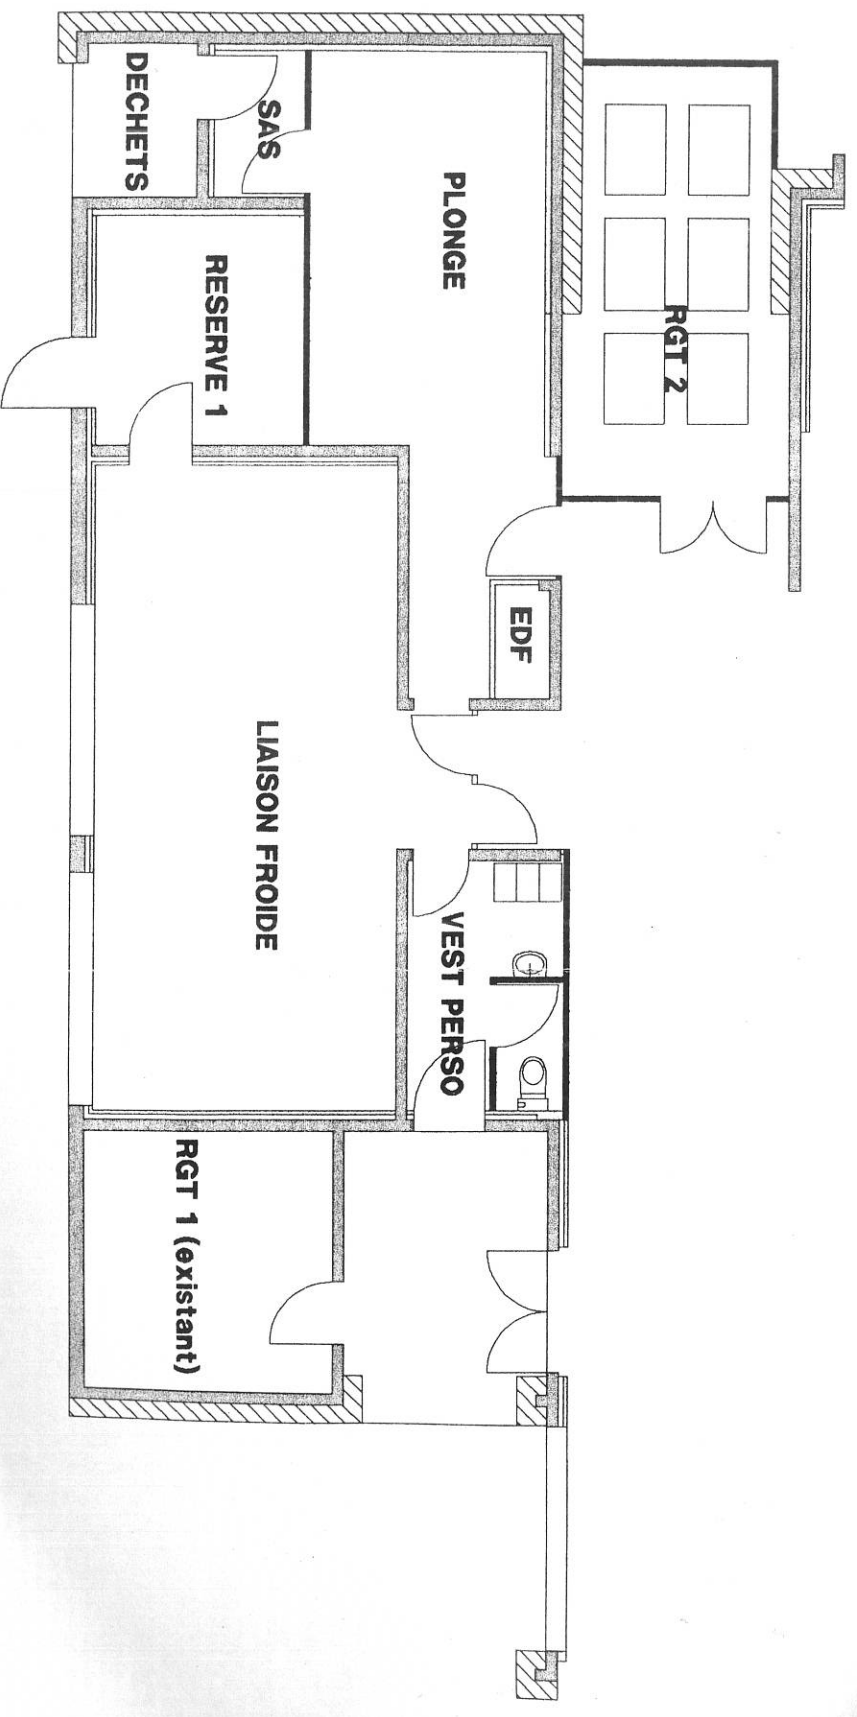 DECHETS
SAS
PLONGE
RESERVE 1
RGT 2
EDF
LIAISON FROIDE
VEST PERSO
RGT 1 (existant)